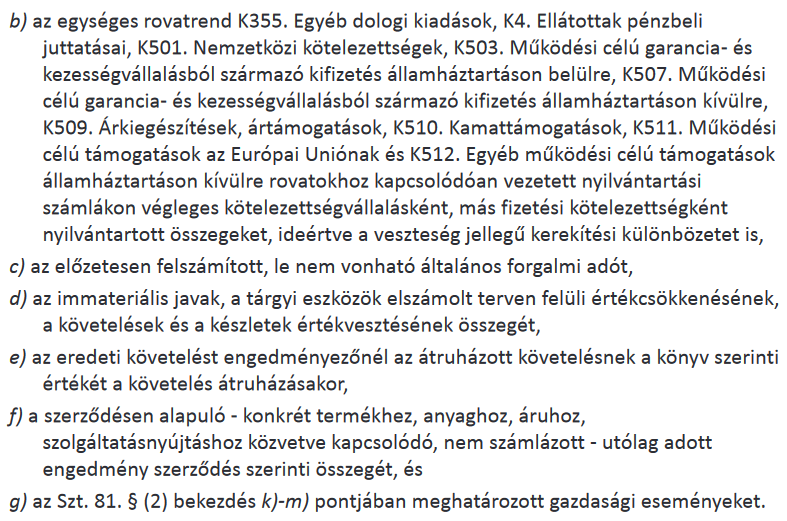 b) az egységes rovatrend K355. Egyéb dologi kiadások, K4. Ellátottak pénzbeli
juttatásai, K501. Nemzetközi kötelezettségek, K503. Működési célú garancia- és
kezességvállalásból származó kifizetés államháztartáson belülre, K507. Működési
célú garancia- és kezességvállalásból származó kifizetés államháztartáson kívülre,
K509. Árkiegészítések, ártámogatások, K510. Kamattámogatások, K511. Működési
célú támogatások az Európai Uniónak és K512. Egyéb működési célú támogatások
államháztartáson kívülre rovatokhoz kapcsolódóan vezetett nyilvántartási
számlákon végleges kötelezettségvállalásként, más fizetési kötelezettségként
nyilvántartott összegeket, ideértve a veszteség jellegű kerekítési különbözetet is,
c) az előzetesen felszámított, le nem vonható általános forgalmi adót,
d) az immateriális javak, a tárgyi eszközök elszámolt terven felüli értékcsökkenésének,
a követelések és a készletek értékvesztésének összegét,
e) az eredeti követelést engedményezőnél az átruházott követelésnek a könyv szerinti
értékét a követelés átruházásakor,
f) a szerződésen alapuló - konkrét termékhez, anyaghoz, áruhoz,
szolgáltatásnyújtáshoz közvetve kapcsolódó, nem számlázott - utólag adott
engedmény szerződés szerinti összegét, és
g) az Szt. 81. § (2) bekezdés k)-m) pontjában meghatározott gazdasági eseményeket.